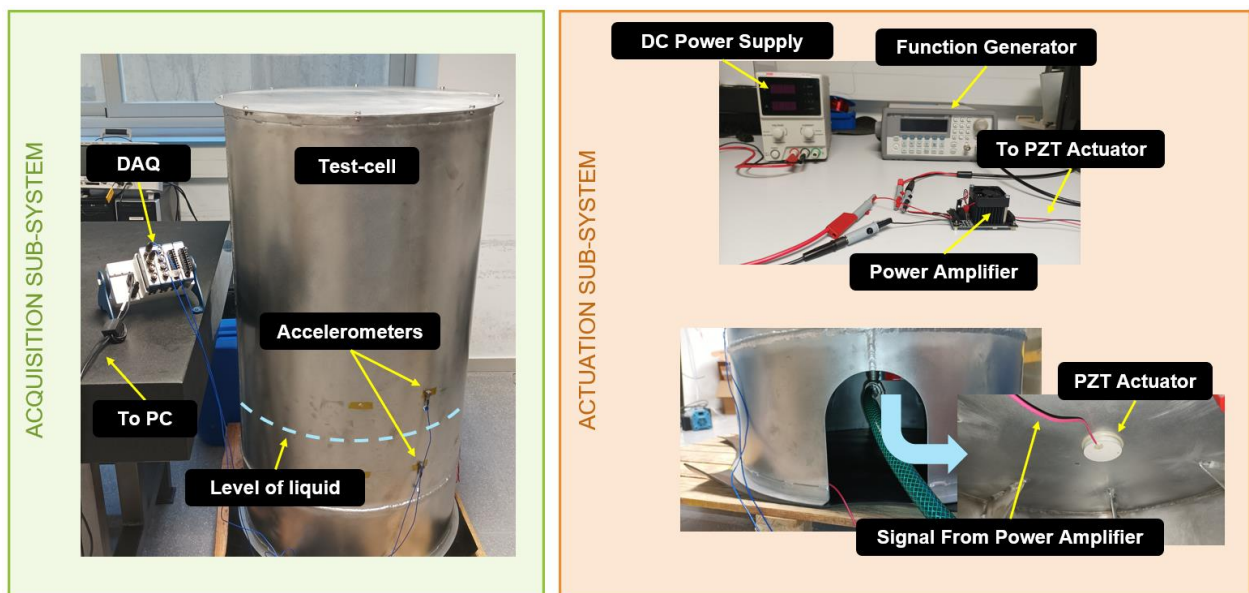 ACQUISITION SUB-SYSTEM
DAQ
Test-cell
Accelerometers
To PC
Level of liquid
ACTUATION SUB-SYSTEM
DC Power Supply
Function Generator
To PZT Actuator
Power Amplifier
PZT Actuator
Signal From Power Amplifier